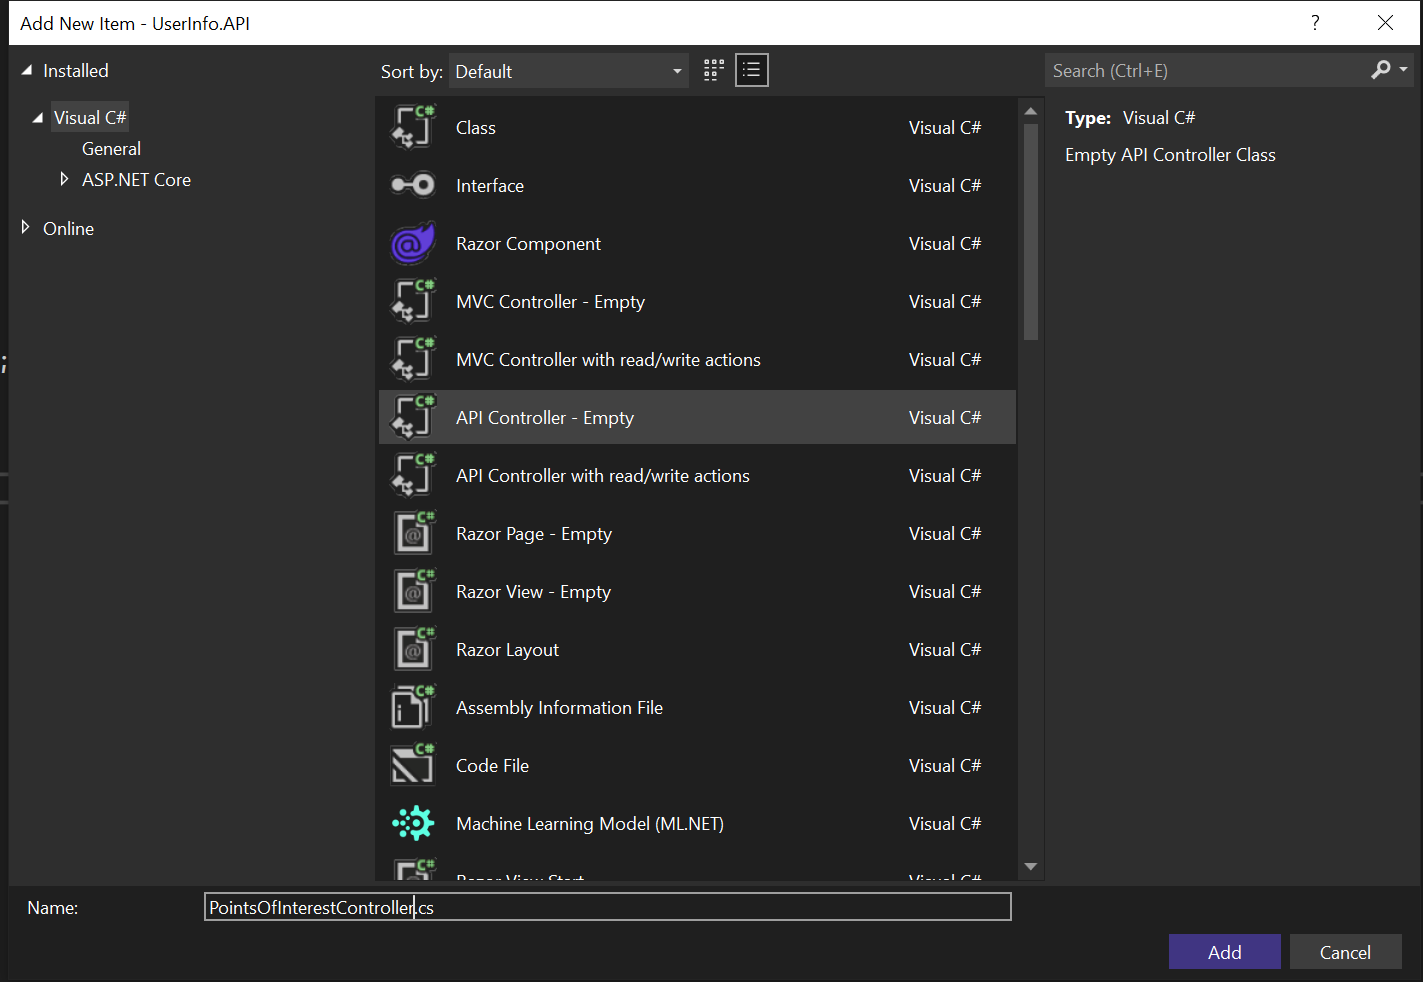 Add New Item - UserInfo.API
?
Installed
Visual C#
General
ASP.NET Core
Online
Sort by: Default
Search (Ctrl+E)
Class Visual C#
Interface Visual C#
Razor Component Visual C#
MVC Controller - Empty Visual C#
MVC Controller with read/write actions Visual C#
API Controller - Empty Visual C#
API Controller with read/write actions Visual C#
Razor Page - Empty Visual C#
Razor View - Empty Visual C#
Razor Layout Visual C#
Assembly Information File Visual C#
Code File Visual C#
Machine Learning Model (ML.NET) Visual C#
Razor View Start Visual C#
Type: Visual C#
Empty API Controller Class
Name: PointsOfInterestController.cs
Add Cancel